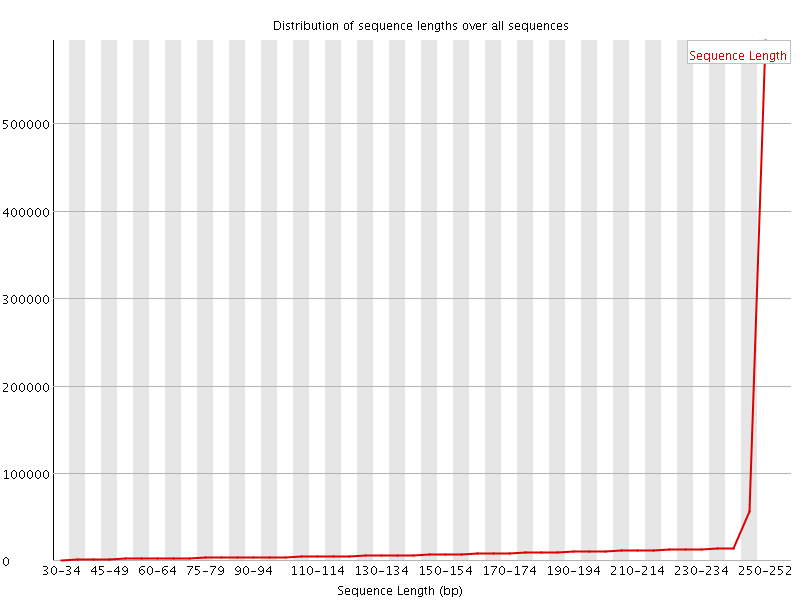 Distribution of sequence lengths over all sequences
Sequence Length
500000
400000
300000
200000
100000
0
30-34 45-49 60-64 75-79 90-94 110-114 130-134 150-154 170-174 190-194 210-214 230-234 250-252
Sequence Length (bp)